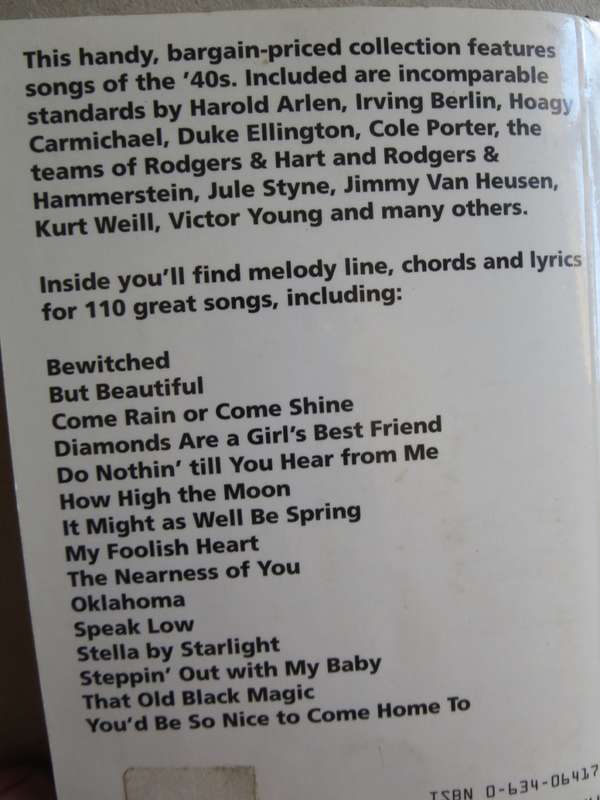 This handy, bargain-priced collection features
songs of the '40s. Included are incomparable
standards by Harold Arlen, Irving Berlin, Hoagy
Carmichael, Duke Ellington, Cole Porter, the
teams of Rodgers & Hart and Rodgers &
Hammerstein, Jule Styne, Jimmy Van Heusen,
Kurt Weill, Victor Young and many others.
Inside you'll find melody line, chords and lyrics
for 110 great songs, including:
Bewitched
But Beautiful
Come Rain or Come Shine
Diamonds Are a Girl's Best Friend
Do Nothin' till You Hear from Me
How High the Moon
It Might as Well Be Spring
My Foolish Heart
The Nearness of You
Oklahoma
Speak Low
Stella by Starlight
Steppin' Out with My Baby
That Old Black Magic
You'd Be So Nice to Come Home To
ISBN 0-634-06417